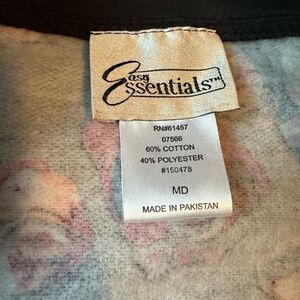 Easy
Essentials™
RN#61457
07566
60% COTTON
40% POLYESTER
#150478
MD
MADE IN PAKISTAN